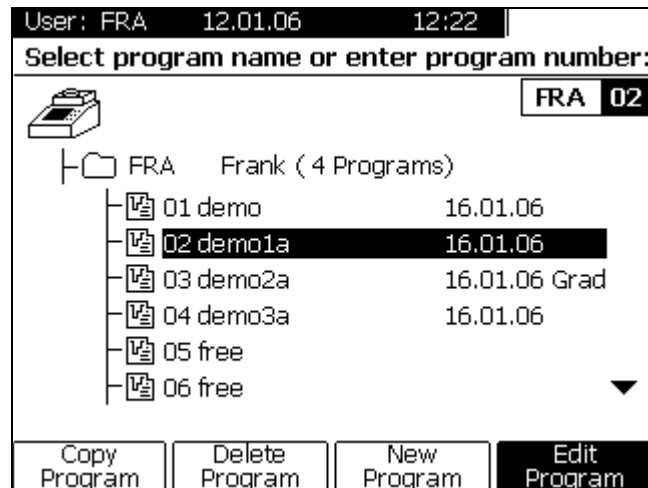 User: FRA 12.01.06 12:22
Select program name or enter program number:
FRA 02
FRA Frank ( 4 Programs)
01 demo 16.01.06
02 demo1a 16.01.06
03 demo2a 16.01.06 Grad
04 demo3a 16.01.06
05 free
06 free
Copy Program
Delete Program
New Program
Edit Program